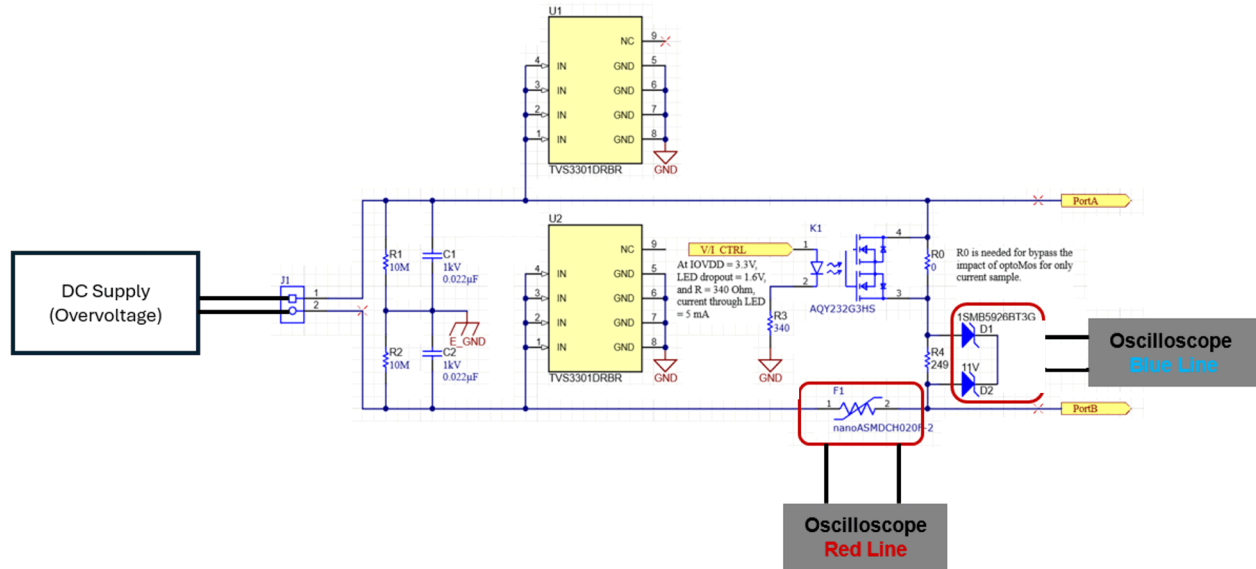 U1
NC
9
4
IN
GND
5
3
IN
GND
6
2
IN
GND
7
1
IN
GND
8
TVS3301DRBR
GND
PortA
U2
NC
9
4
IN
GND
5
3
IN
GND
6
2
IN
GND
7
1
IN
GND
8
TVS3301DRBR
GND
V/I CTRL
At IOVDD = 3.3V,
LED dropout = 1.6V,
and R = 340 Ohm,
current through LED
= 5 mA
K1
1
2
4
3
AQY232G3HS
R3
340
GND
R0
0
R0 is needed for bypass the
impact of optoMos for only
current sample.
R1
10M
C1
1kV
0.022µF
E_GND
R2
10M
C2
1kV
0.022µF
DC Supply
(Overvoltage)
J1
1
2
1SMB5926BT3G
D1
R4
249
11V
D2
Oscilloscope
Blue Line
F1
1
2
nanoASMDCH020F-2
PortB
Oscilloscope
Red Line